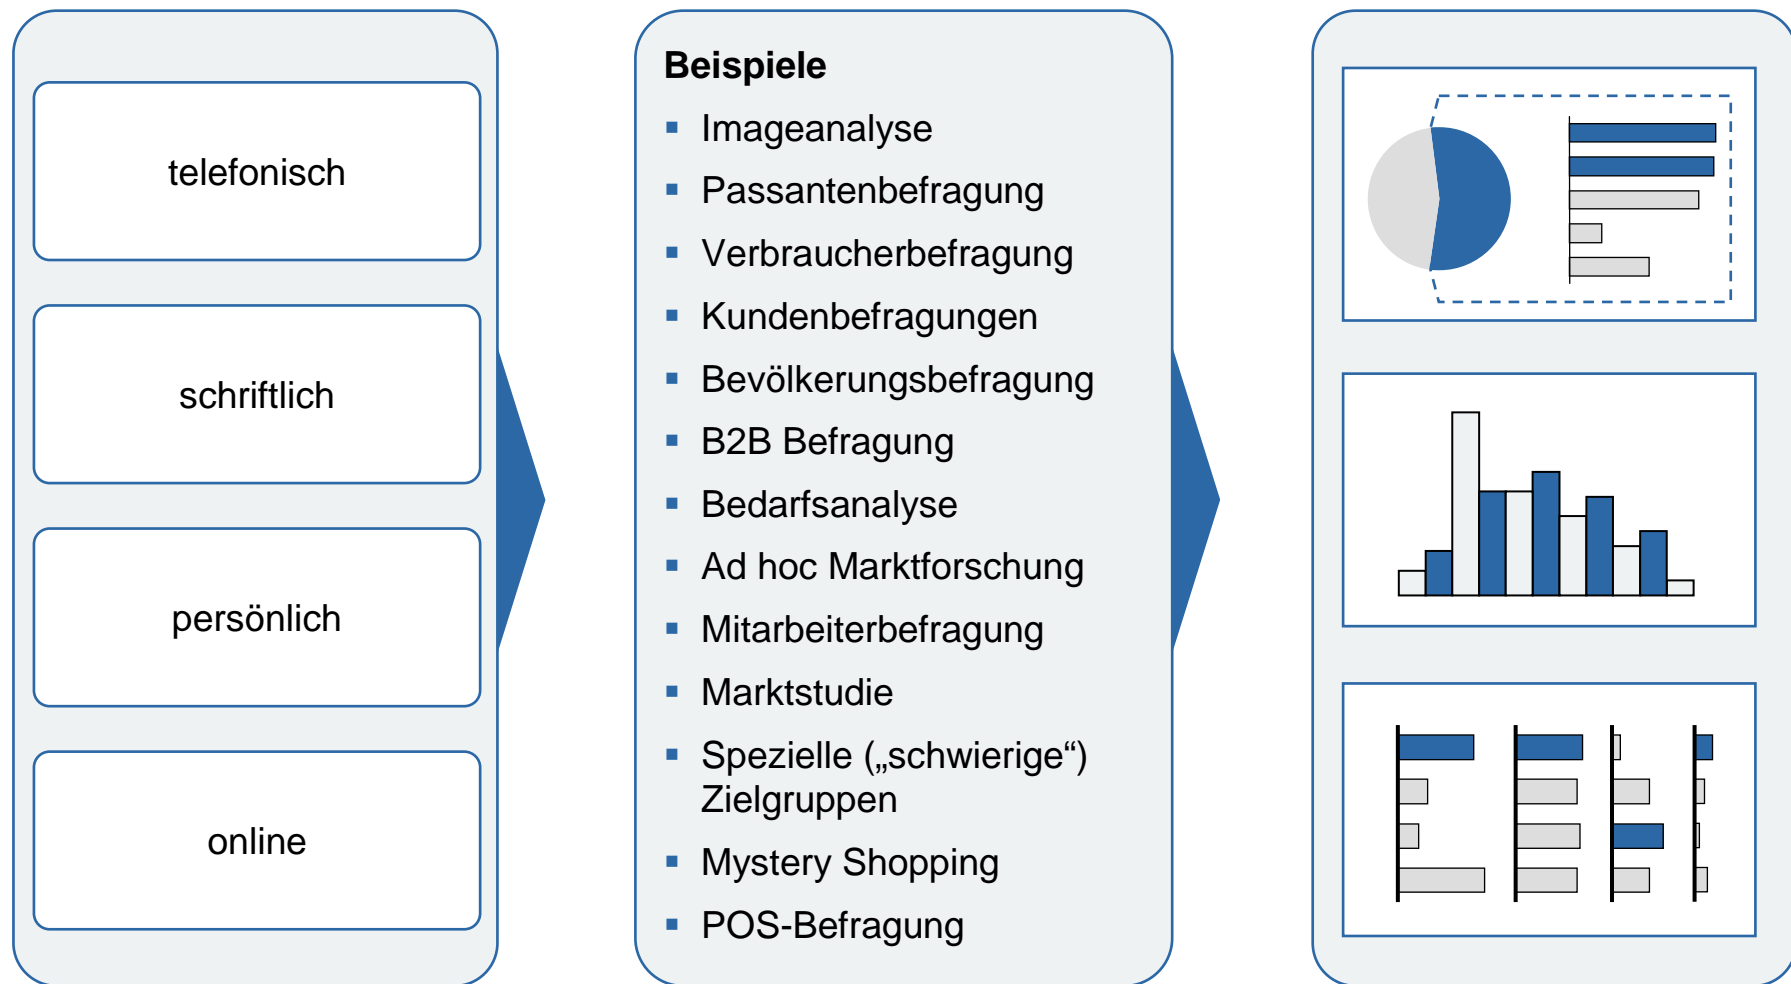 telefonisch
schriftlich
persönlich
online
Beispiele
▪ Imageanalyse
▪ Passantenbefragung
▪ Verbraucherbefragung
▪ Kundenbefragungen
▪ Bevölkerungsbefragung
▪ B2B Befragung
▪ Bedarfsanalyse
▪ Ad hoc Marktforschung
▪ Mitarbeiterbefragung
▪ Marktstudie
▪ Spezielle („schwierige“)
Zielgruppen
▪ Mystery Shopping
▪ POS-Befragung